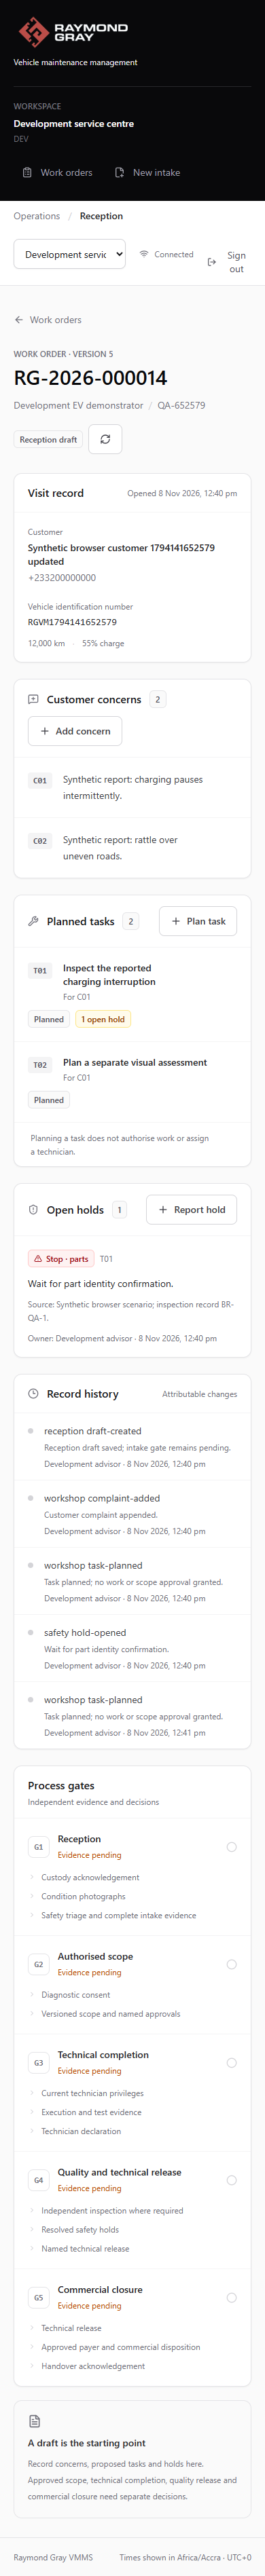 RAYMOND
GRAY
Vehicle maintenance management
WORKSPACE
Development service centre
DEV
Work orders
New intake
Operations / Reception
Development servic
Connected
Sign
out
Work orders
WORK ORDER · VERSION 5
RG-2026-000014
Development EV demonstrator / QA-652579
Reception draft
Visit record
Opened 8 Nov 2026, 12:40 pm
Customer
Synthetic browser customer 1794141652579
updated
+233200000000
Vehicle identification number
RGVM1794141652579
12,000 km · 55% charge
Customer concerns 2
Add concern
C01 Synthetic report: charging pauses
intermittently.
C02 Synthetic report: rattle over
uneven roads.
Planned tasks 2
Plan task
T01 Inspect the reported
charging interruption
For C01
Planned 1 open hold
T02 Plan a separate visual assessment
For C01
Planned
Planning a task does not authorise work or assign
a technician.
Open holds 1
Report hold
Stop · parts T01
Wait for part identity confirmation.
Source: Synthetic browser scenario; inspection record BR-
QA-1.
Owner: Development advisor · 8 Nov 2026, 12:40 pm
Record history
Attributable changes
reception draft-created
Reception draft saved; intake gate remains pending.
Development advisor · 8 Nov 2026, 12:40 pm
workshop complaint-added
Customer complaint appended.
Development advisor · 8 Nov 2026, 12:40 pm
workshop task-planned
Task planned; no work or scope approval granted.
Development advisor · 8 Nov 2026, 12:40 pm
safety hold-opened
Wait for part identity confirmation.
Development advisor · 8 Nov 2026, 12:40 pm
workshop task-planned
Task planned; no work or scope approval granted.
Development advisor · 8 Nov 2026, 12:41 pm
Process gates
Independent evidence and decisions
G1 Reception
Evidence pending
Custody acknowledgement
Condition photographs
Safety triage and complete intake evidence
G2 Authorised scope
Evidence pending
Diagnostic consent
Versioned scope and named approvals
G3 Technical completion
Evidence pending
Current technician privileges
Execution and test evidence
Technician declaration
G4 Quality and technical release
Evidence pending
Independent inspection where required
Resolved safety holds
Named technical release
G5 Commercial closure
Evidence pending
Technical release
Approved payer and commercial disposition
Handover acknowledgement
A draft is the starting point
Record concerns, proposed tasks and holds here.
Approved scope, technical completion, quality release and
commercial closure need separate decisions.
Raymond Gray VMMS
Times shown in Africa/Accra · UTC+0